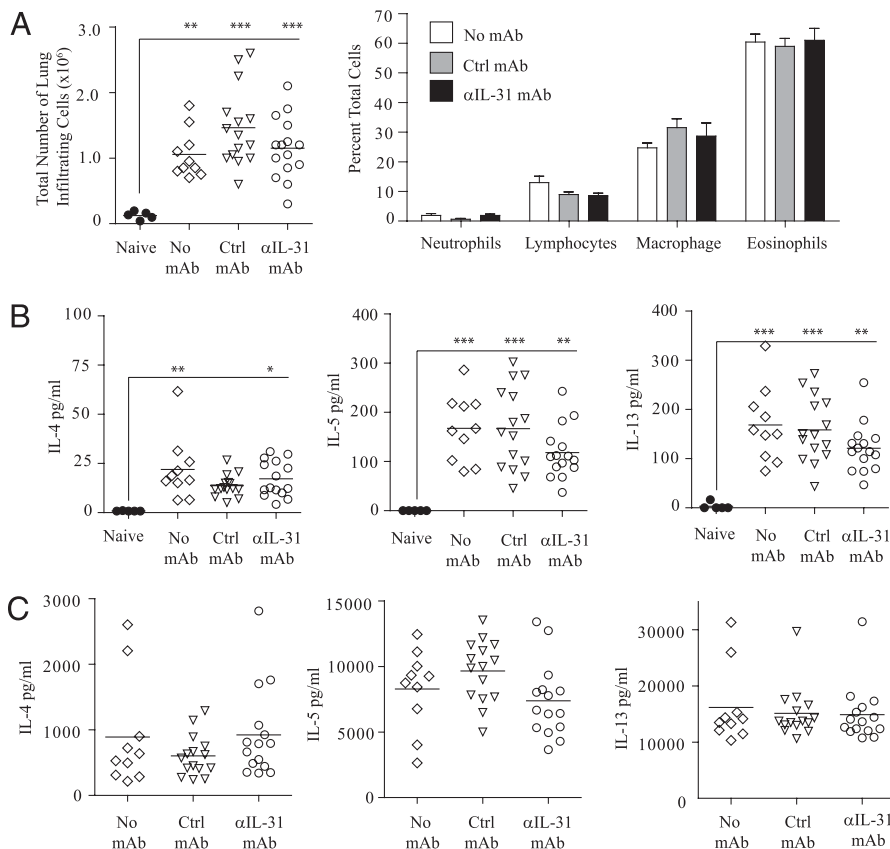 A
Total Number of Lung
Infiltrating Cells (x10⁶)
3.0
2.0
1.0
0
** *** ***
Naive No mAb Ctrl mAb αIL-31 mAb
Percent Total Cells
70
60
50
40
30
20
10
0
No mAb
Ctrl mAb
αIL-31 mAb
Neutrophils Lymphocytes Macrophage Eosinophils
B
IL-4 pg/ml
100
75
50
25
0
** *
Naive No mAb Ctrl mAb αIL-31 mAb
IL-5 pg/ml
400
300
200
100
0
*** *** **
Naive No mAb Ctrl mAb αIL-31 mAb
IL-13 pg/ml
400
300
200
100
0
*** *** **
Naive No mAb Ctrl mAb αIL-31 mAb
C
IL-4 pg/ml
3000
2000
1000
0
No mAb Ctrl mAb αIL-31 mAb
IL-5 pg/ml
15000
10000
5000
0
No mAb Ctrl mAb αIL-31 mAb
IL-13 pg/ml
30000
20000
10000
0
No mAb Ctrl mAb αIL-31 mAb